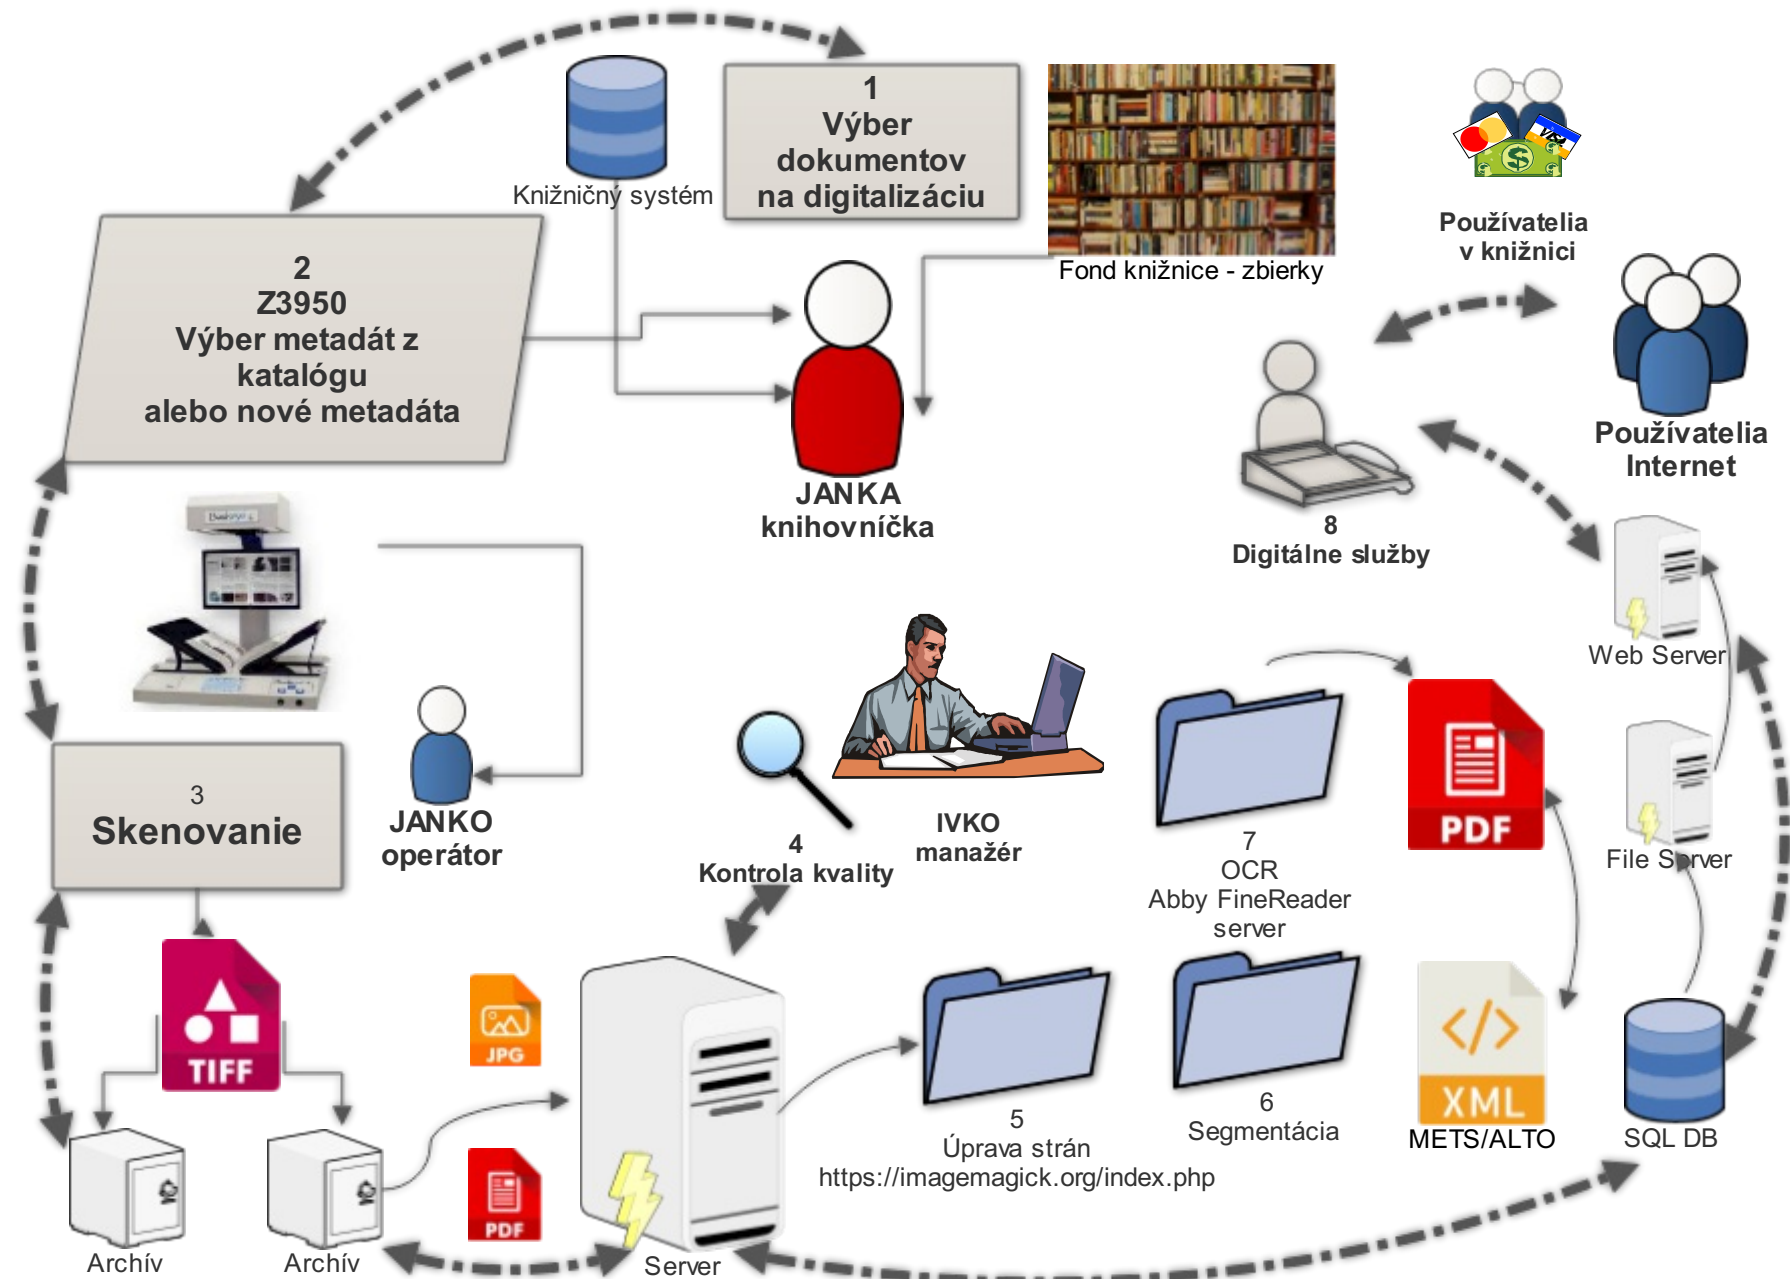 1
Výber
dokumentov
na digitalizáciu
Knižničný systém
Fond knižnice - zbierky
VISA
$
Používatelia
v knižnici
2
Z3950
Výber metadát z
katalógu
alebo nové metadáta
JANKA
knihovníčka
Používatelia
Internet
8
Digitálne služby
Web Server
3
Skenovanie
JANKO
operátor
4
Kontrola kvality
IVKO
manažér
7
OCR
Abby FineReader
server
PDF
File Server
TIFF
JPG
PDF
5
Úprava strán
https://imagemagick.org/index.php
6
Segmentácia
</>
XML
METS/ALTO
SQL DB
Archív
Archív
Server